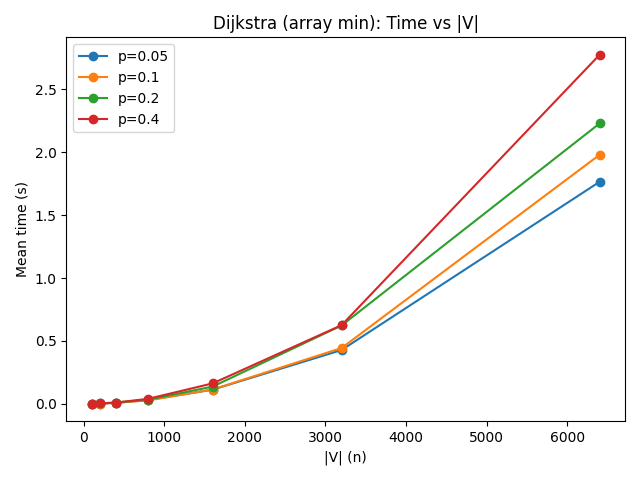 Dijkstra (array min): Time vs |V|
p=0.05
p=0.1
p=0.2
p=0.4
Mean time (s)
2.5
2.0
1.5
1.0
0.5
0.0
0 1000 2000 3000 4000 5000 6000
|V| (n)